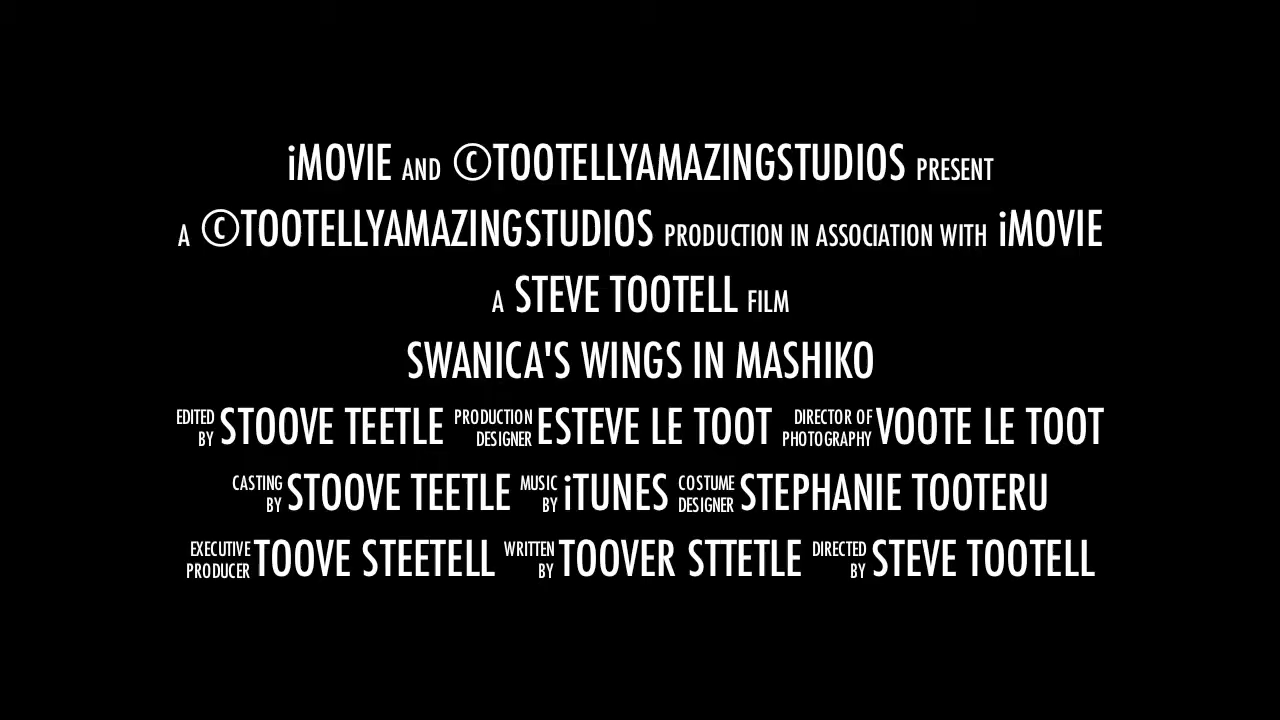 iMOVIE AND ©TOOTELLYAMAZINGSTUDIOS PRESENT
A ©TOOTELLYAMAZINGSTUDIOS PRODUCTION IN ASSOCIATION WITH iMOVIE
A STEVE TOOTELL FILM
SWANICA'S WINGS IN MASHIKO
EDITED BY STOOVE TEETLE PRODUCTION DESIGNER ESTEVE LE TOOT DIRECTOR OF PHOTOGRAPHY VOOTE LE TOOT
CASTING BY STOOVE TEETLE MUSIC BY iTUNES COSTUME DESIGNER STEPHANIE TOOTERU
EXECUTIVE PRODUCER TOOVE STEETELL WRITTEN BY TOOVER STTETLE DIRECTED BY STEVE TOOTELL